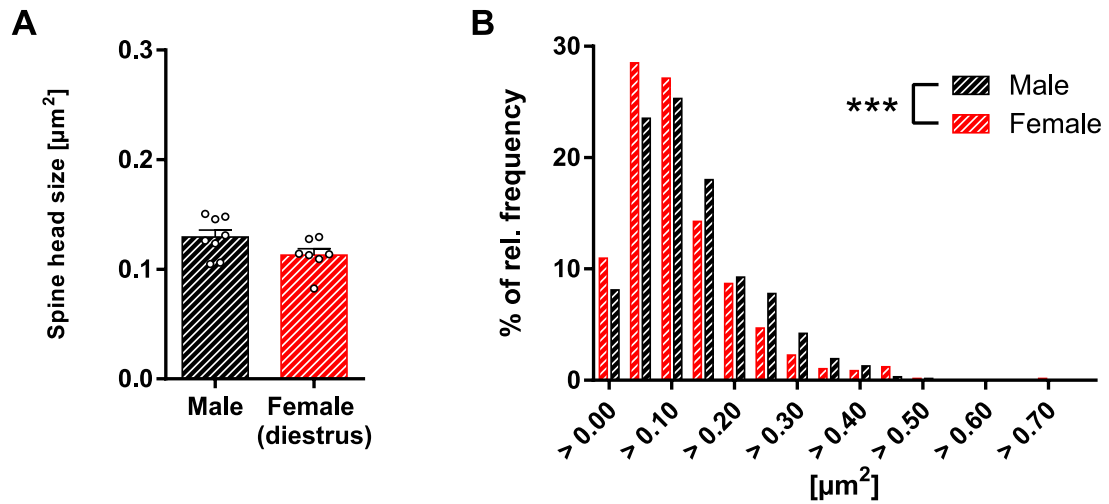 A
Spine head size [µm²]
0.3
0.2
0.1
0.0
Male
Female
(diestrus)
B
% of rel. frequency
30
20
10
0
> 0.00
> 0.10
> 0.20
> 0.30
> 0.40
> 0.50
> 0.60
> 0.70
[µm²]
*** Male
Female